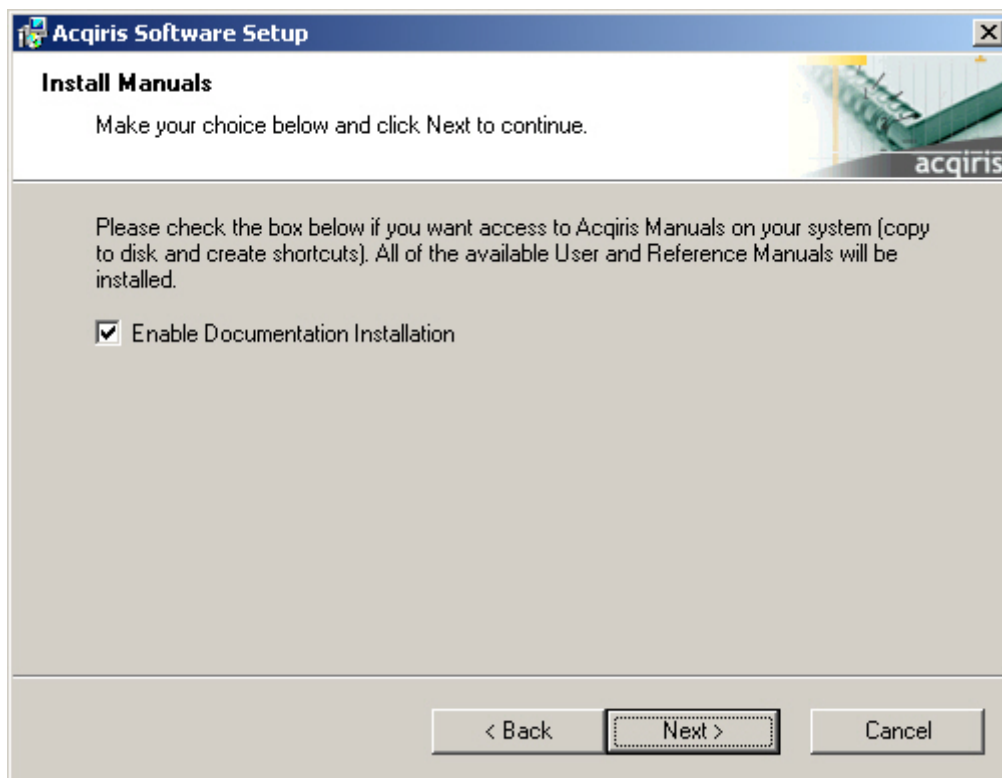 Acqiris Software Setup
Install Manuals
Make your choice below and click Next to continue.
acqiris
Please check the box below if you want access to Acqiris Manuals on your system (copy
to disk and create shortcuts). All of the available User and Reference Manuals will be
installed.
Enable Documentation Installation
< Back
Next >
Cancel